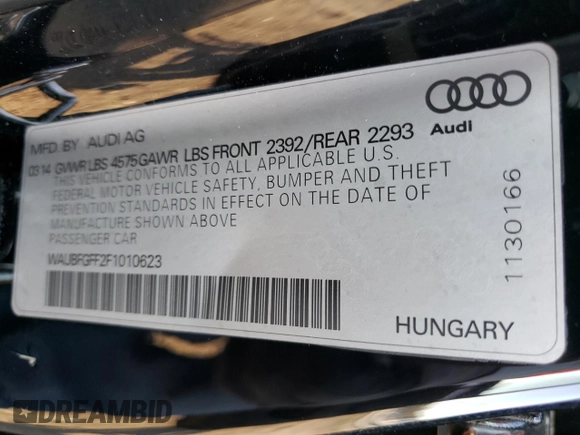 MFD BY AUDI AG
0314 GVWR LBS 4575 GAWR LBS FRONT 2392/REAR 2293
THIS VEHICLE CONFORMS TO ALL APPLICABLE U.S.
FEDERAL MOTOR VEHICLE SAFETY, BUMPER AND THEFT
PREVENTION STANDARDS IN EFFECT ON THE DATE OF
MANUFACTURE SHOWN ABOVE
PASSENGER CAR
WAUBFGFF2F1010623
Audi
1130166
HUNGARY
DREAMBID